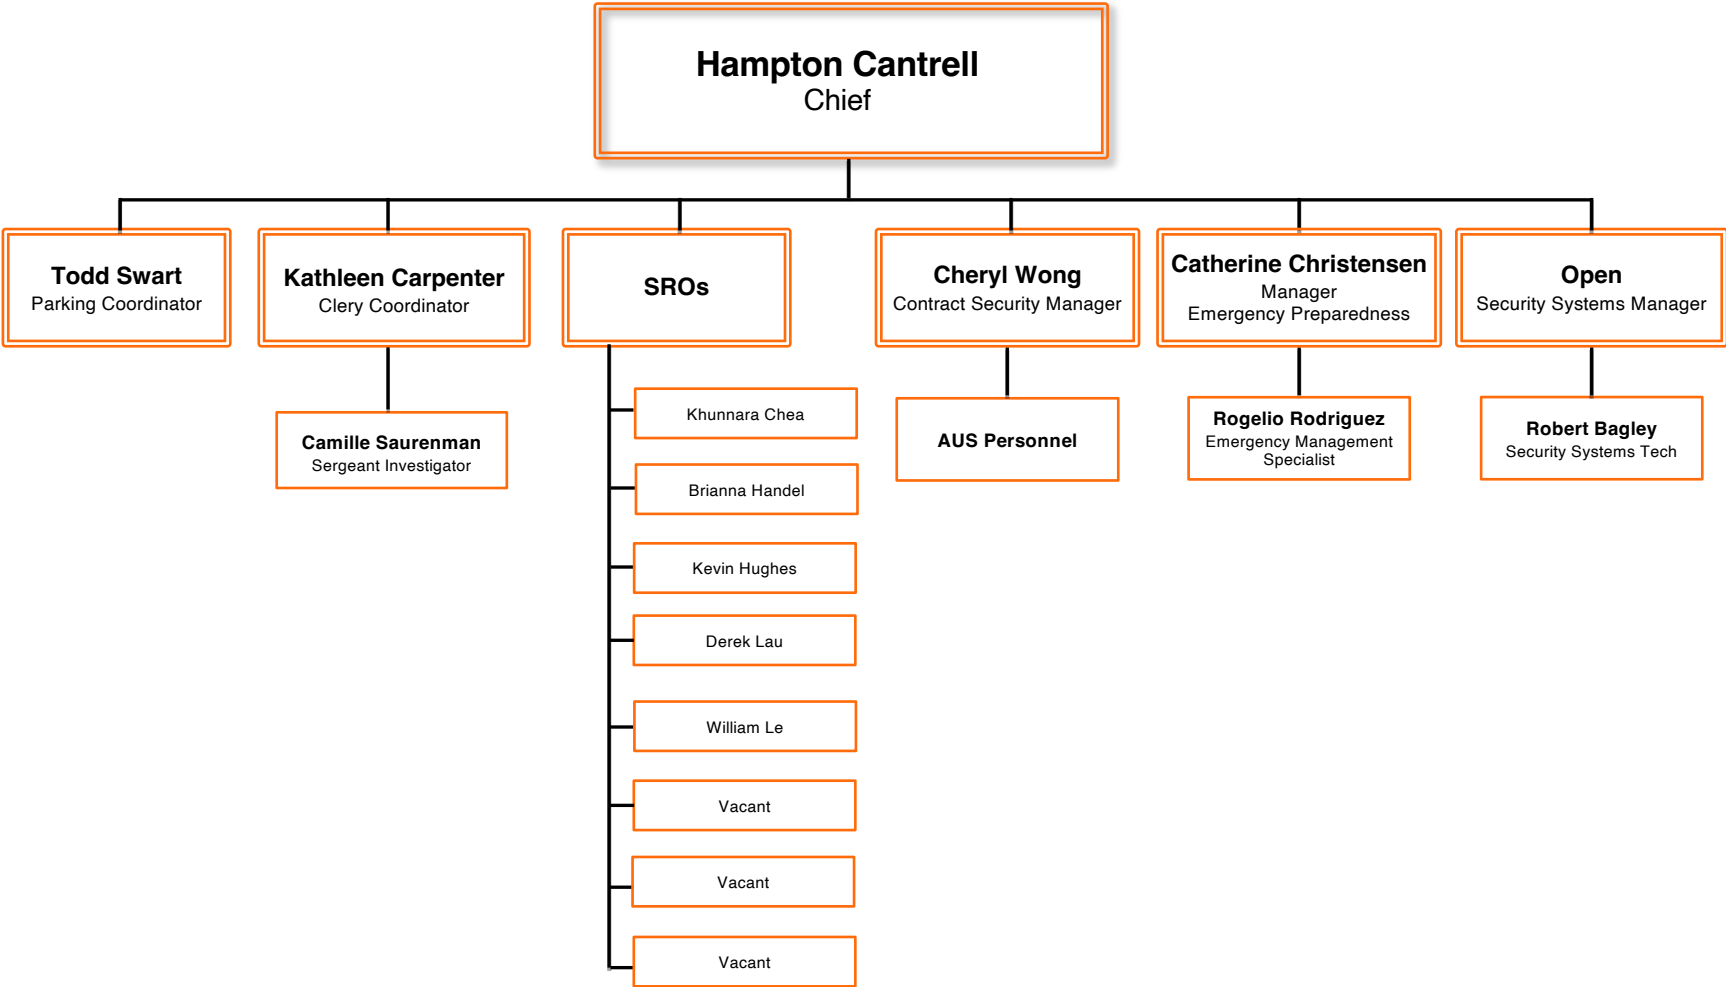 Hampton Cantrell
Chief
Todd Swart
Parking Coordinator
Kathleen Carpenter
Clery Coordinator
SROs
Cheryl Wong
Contract Security Manager
Catherine Christensen
Manager
Emergency Preparedness
Open
Security Systems Manager
Camille Saurenman
Sergeant Investigator
Khunnara Chea
Brianna Handel
Kevin Hughes
Derek Lau
William Le
Vacant
Vacant
Vacant
AUS Personnel
Rogelio Rodriguez
Emergency Management
Specialist
Robert Bagley
Security Systems Tech